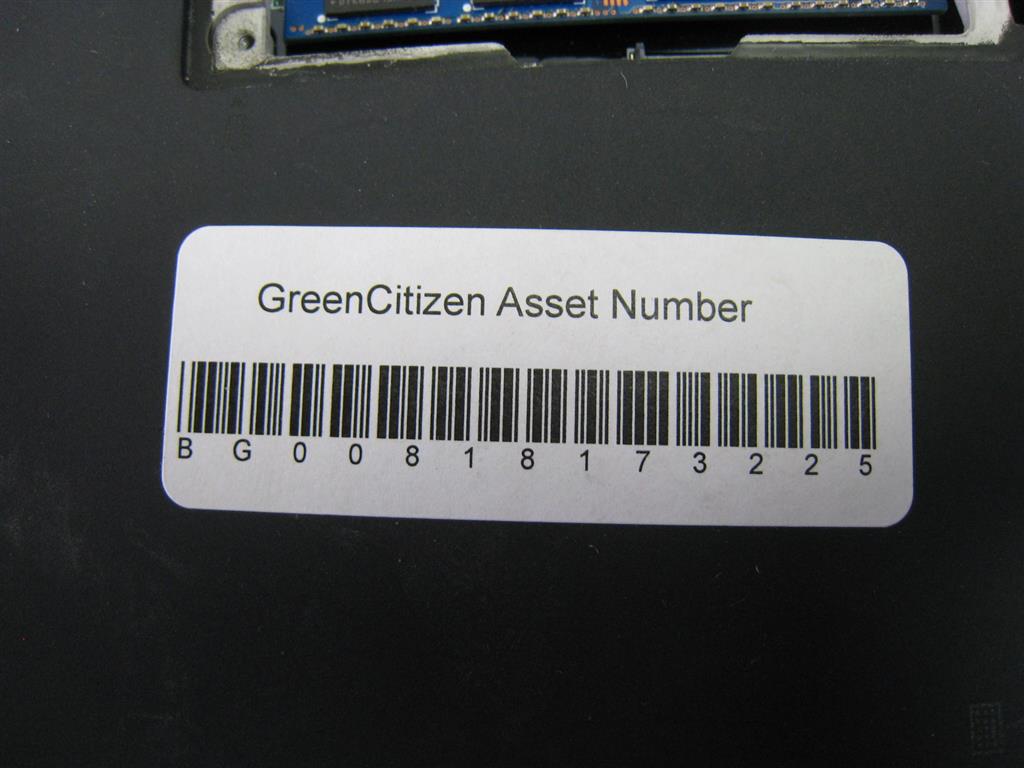 GreenCitizen Asset Number
B G 0 0 8 1 8 1 7 3 2 2 5